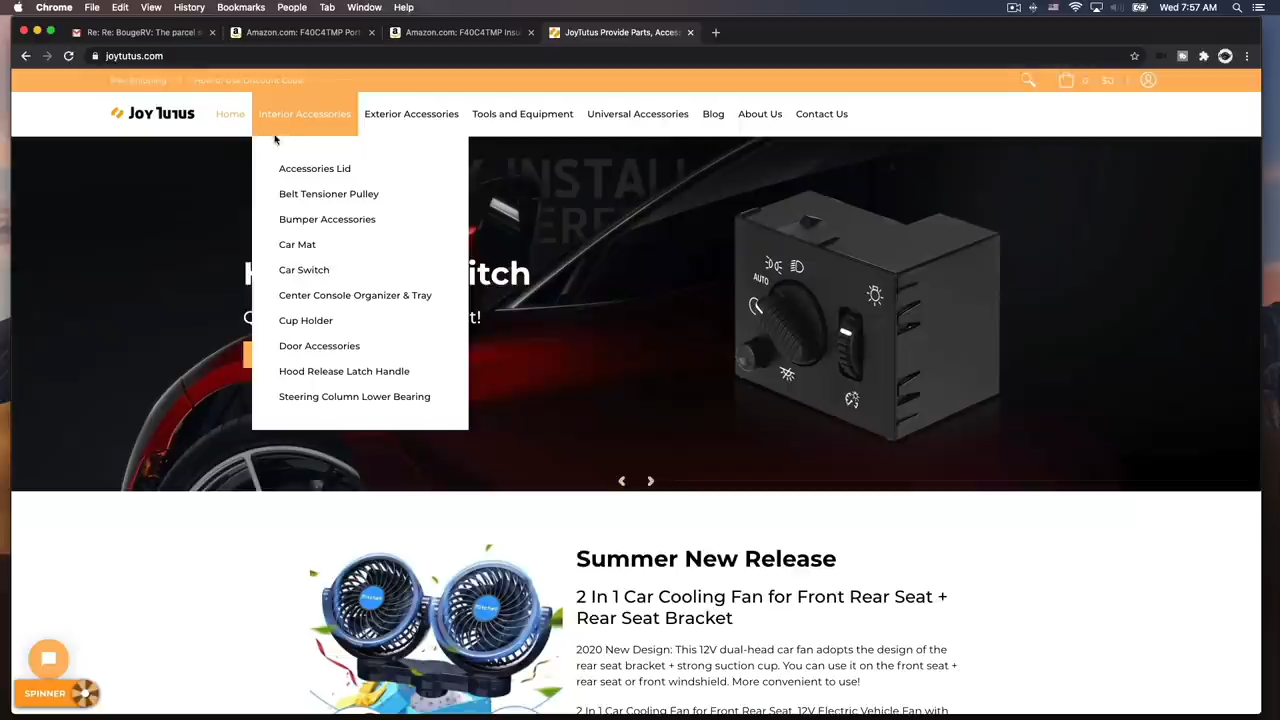 Chrome File Edit View History Bookmarks People Tab Window Help
Wed 7:57 AM
Re: Re: BougeRV: The parcel s
Amazon.com: F40C4TMP Port
Amazon.com: F40C4TMP Insu
JoyTutus Provide Parts, Access
joytutus.com
How to Use Discount Code
0 $0
Joy Tutus
Home
Interior Accessories
Exterior Accessories
Tools and Equipment
Universal Accessories
Blog
About Us
Contact Us
Accessories Lid
Belt Tensioner Pulley
Bumper Accessories
Car Mat
Car Switch
Center Console Organizer & Tray
Cup Holder
Door Accessories
Hood Release Latch Handle
Steering Column Lower Bearing
INSTALL
itch
t!
AUTO
Summer New Release
2 In 1 Car Cooling Fan for Front Rear Seat +
Rear Seat Bracket
2020 New Design: This 12V dual-head car fan adopts the design of the
rear seat bracket + strong suction cup. You can use it on the front seat +
rear seat or front windshield. More convenient to use!
2 In 1 Car Cooling Fan for Front Rear Seat, 12V Electric Vehicle Fan with
SPINNER